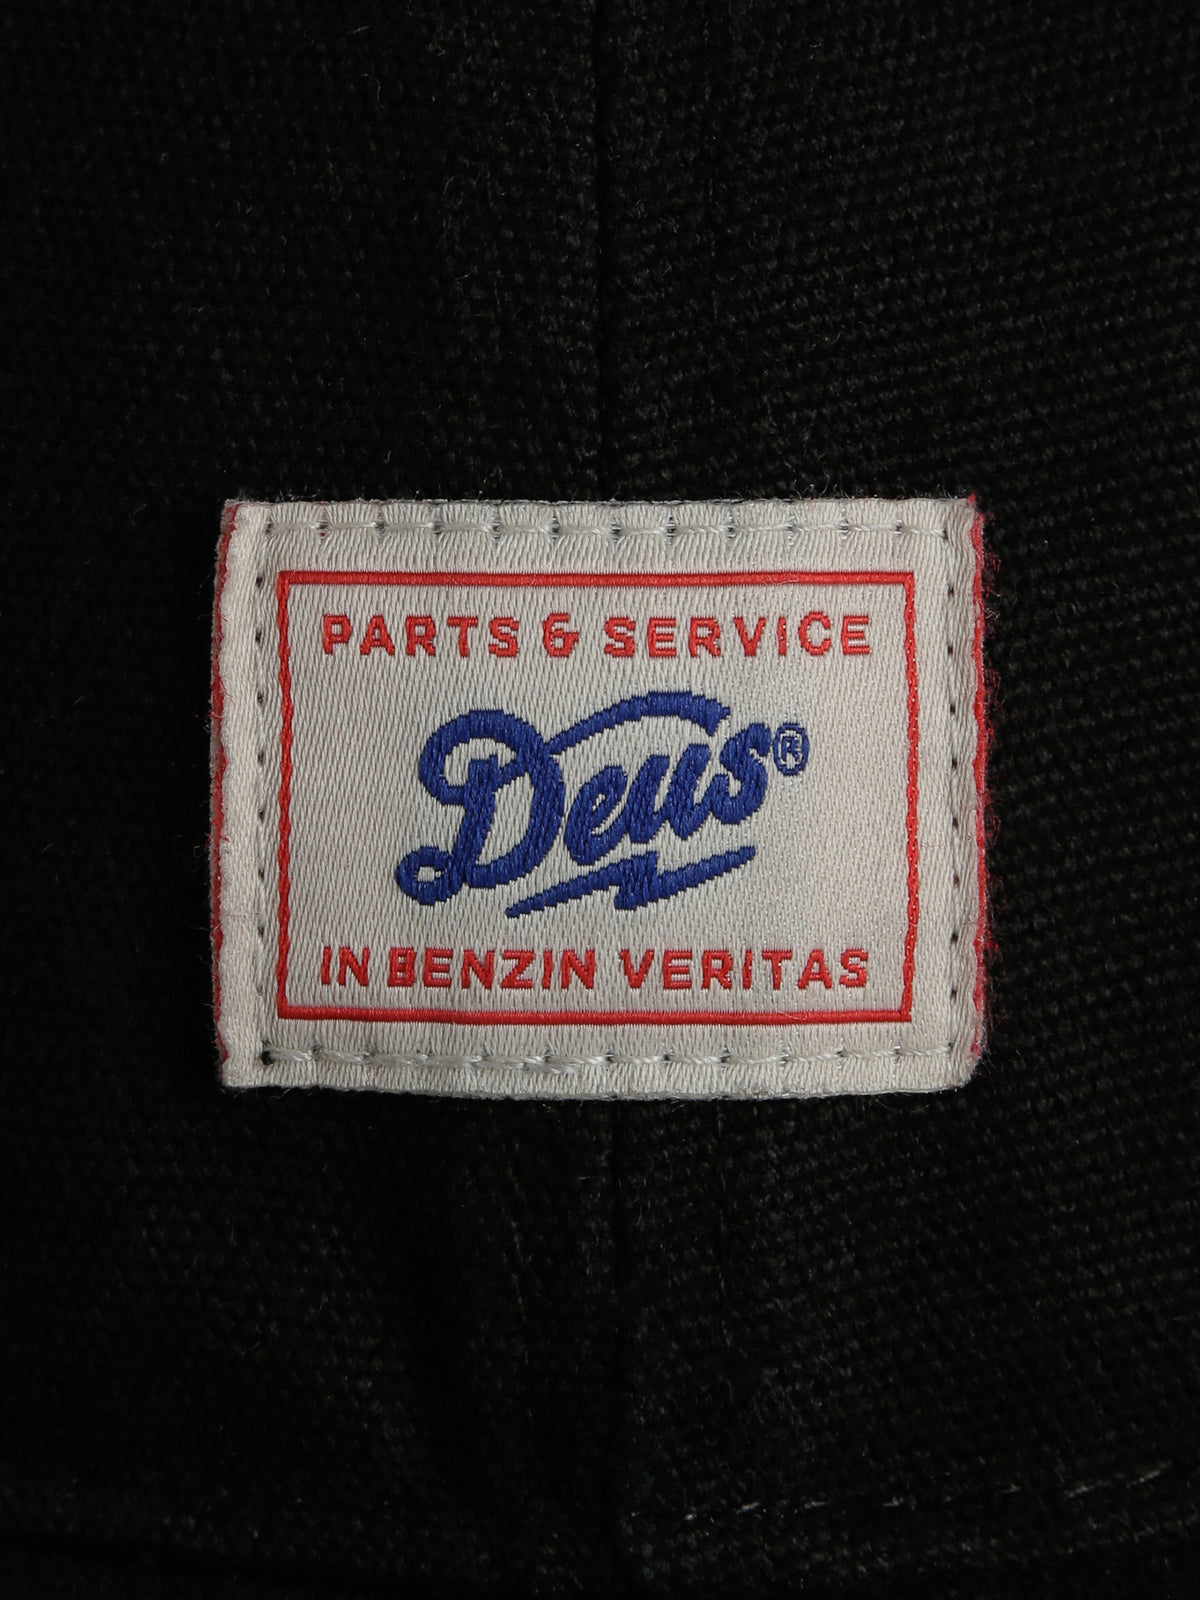 PARTS & SERVICE
Deus®
IN BENZIN VERITAS